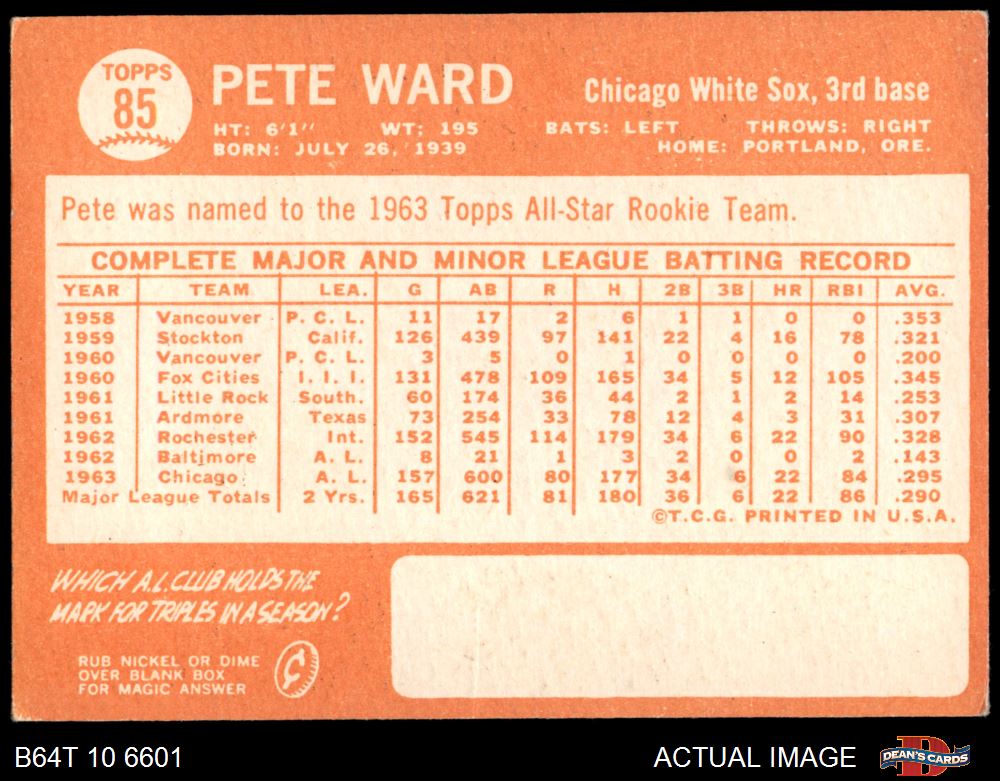 TOPPS
85
PETE WARD
Chicago White Sox, 3rd base
HT: 6'1" WT: 195 BATS: LEFT THROWS: RIGHT
BORN: JULY 26, 1939 HOME: PORTLAND, ORE.
Pete was named to the 1963 Topps All-Star Rookie Team.
COMPLETE MAJOR AND MINOR LEAGUE BATTING RECORD
YEAR TEAM LEA. G AB R H 2B 3B HR RBI AVG.
1958 Vancouver P. C. L. 11 17 2 6 1 1 0 0 .353
1959 Stockton Calif. 126 439 97 141 22 4 16 78 .321
1960 Vancouver P. C. L. 3 5 0 1 0 0 0 0 .200
1960 Fox Cities I. I. I. 131 478 109 165 34 5 12 105 .345
1961 Little Rock South. 60 174 36 44 2 1 2 14 .253
1961 Ardmore Texas 73 254 33 78 12 4 3 31 .307
1962 Rochester Int. 152 545 114 179 34 6 22 90 .328
1962 Baltimore A. L. 8 21 1 3 2 0 0 2 .143
1963 Chicago A. L. 157 600 80 177 34 6 22 84 .295
Major League Totals 2 Yrs. 165 621 81 180 36 6 22 86 .290
©T.C.G. PRINTED IN U.S.A.
WHICH A.L. CLUB HOLDS THE
MARK FOR TRIPLES IN A SEASON?
RUB NICKEL OR DIME
OVER BLANK BOX
FOR MAGIC ANSWER
¢
B64T 10 6601
ACTUAL IMAGE
DEAN'S CARDS